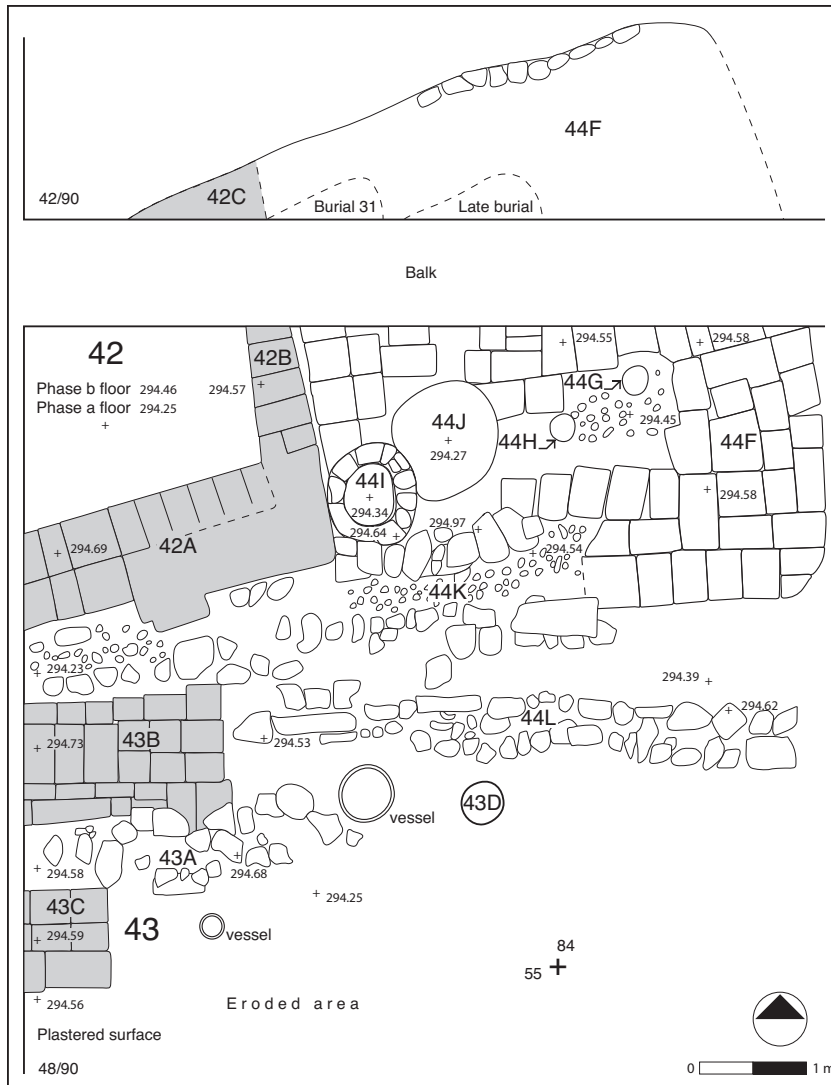 44F
42C
42/90
Burial 31
Late burial
Balk
42
42B
294.55
294.58
Phase b floor 294.46
294.57
Phase a floor 294.25
44G
44J
294.45
44H
44F
294.27
44I
294.58
294.34
294.97
294.64
294.69
42A
294.54
44K
294.23
294.39
44L
294.62
43B
294.73
294.53
43D
vessel
43A
294.58
294.68
294.25
43C
43
294.59
vessel
84
55
294.56
Eroded area
Plastered surface
48/90
0
1 m